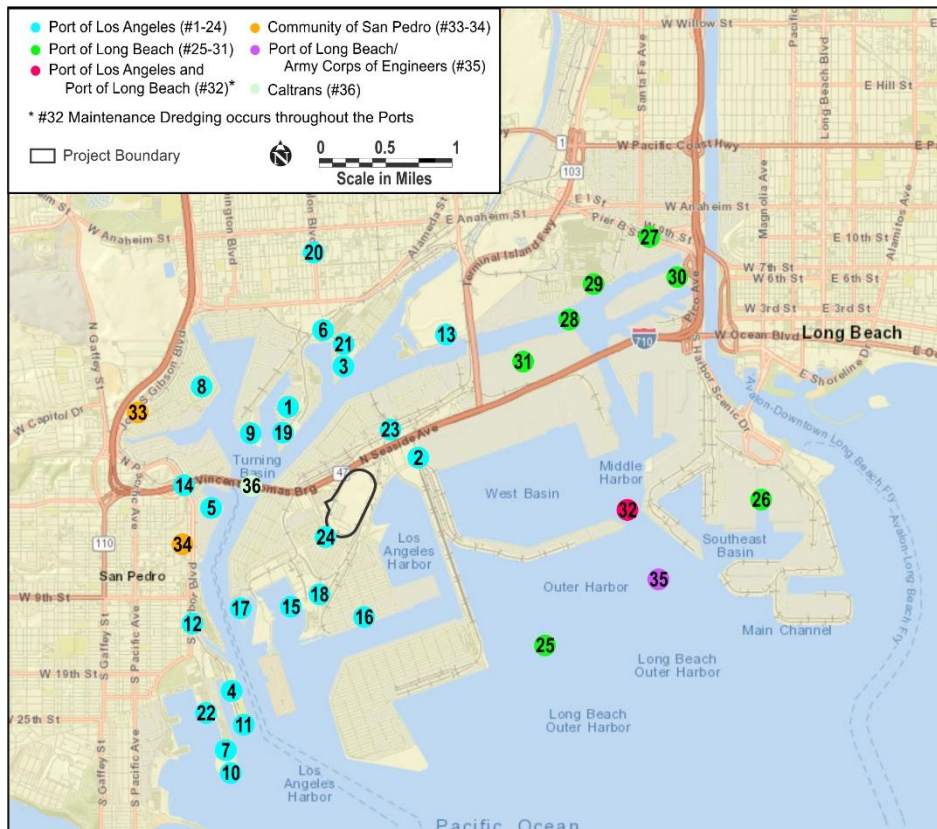 Port of Los Angeles (#1-24)
Port of Long Beach (#25-31)
Port of Los Angeles and
Port of Long Beach (#32)*
Community of San Pedro (#33-34)
Port of Long Beach/
Army Corps of Engineers (#35)
Caltrans (#36)
* #32 Maintenance Dredging occurs throughout the Ports
Project Boundary
N
0 0.5 1
Scale in Miles
W Willow St
E Willow St
Santa Fe Ave
Long Beach Blvd
E Hill St
1
W Pacific Coast Hwy
103
E I St
W Anaheim St
E Anaheim St
Magnolia Ave
Alamitos Ave
Pier B St
W 9th St
27
E 10th St
Alameda St
Terminal Island Fwy
W Anaheim St
20
30
W 7th St
W 6th St
E 6th St
29
Pico Ave
W 3rd St
E 3rd St
28
N Gaffey St
6
21
13
710
W Ocean Blvd
Long Beach
3
31
E Shoreline Dr
8
John S Gibson Blvd
S Harbor Scenic Dr
Avalon-Downtown Long Beach Fry
33
1
W Capitol Dr
9
19
23
N Seaside Ave
Turning
Basin
2
47
Middle
Harbor
14
Vincent Thomas Brg
36
West Basin
26
5
32
Avalon-Long Beach Fry
24
Los
Angeles
Harbor
Southeast
Basin
110
34
San Pedro
35
Outer Harbor
W 9th St
S Harbor Blvd
18
17
15
16
12
Main Channel
25
S Gaffey St
S Pacific Ave
W 19th St
Long Beach
Outer Harbor
4
22
W 25th St
11
Long Beach
Outer Harbor
7
S Gaffey St
S Pacific Ave
10
Los
Angeles
Harbor
Pacific Ocean